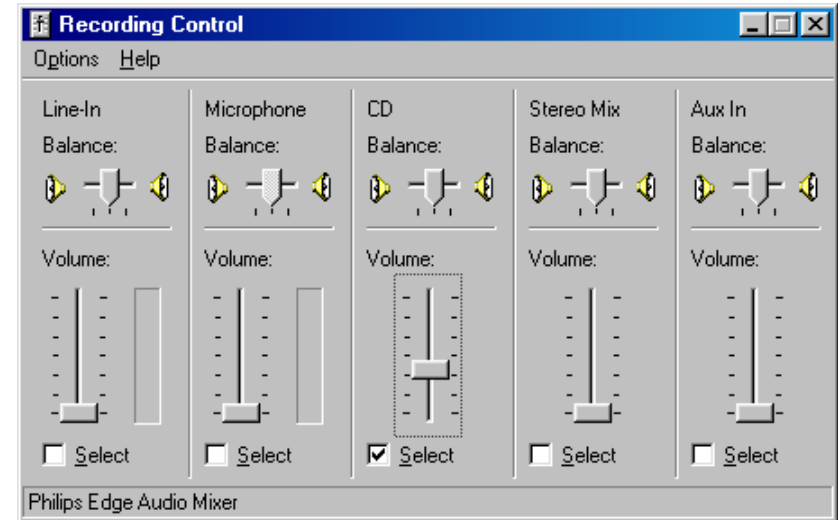 Recording Control
Options Help
Line-In Microphone CD Stereo Mix Aux In
Balance: Balance: Balance: Balance: Balance:
Volume: Volume: Volume: Volume: Volume:
Select Select Select Select Select
Philips Edge Audio Mixer